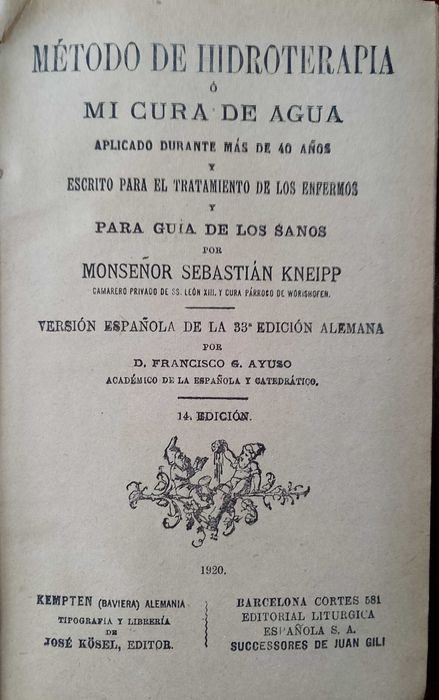 MÉTODO DE HIDROTERAPIA
Ó
MI CURA DE AGUA
APLICADO DURANTE MÁS DE 40 AÑOS
Y
ESCRITO PARA EL TRATAMIENTO DE LOS ENFERMOS
Y
PARA GUÍA DE LOS SANOS
POR
MONSEÑOR SEBASTIÁN KNEIPP
CAMARERO PRIVADO DE SS. LEÓN XIII. Y CURA PÁRROCO DE WÖRISHOFEN.
VERSIÓN ESPAÑOLA DE LA 33ª EDICIÓN ALEMANA
POR
D. FRANCISCO G. AYUSO
ACADÉMICO DE LA ESPAÑOLA Y CATEDRÁTICO.
14. EDICIÓN.
1920.
KEMPTEN (BAVIERA) ALEMANIA
TIPOGRAFIA Y LIBRERÍA
DE
JOSÉ KÖSEL, EDITOR.
BARCELONA CORTES 581
EDITORIAL LITURGICA
ESPAÑOLA S. A.
SUCCESSORES DE JUAN GILI